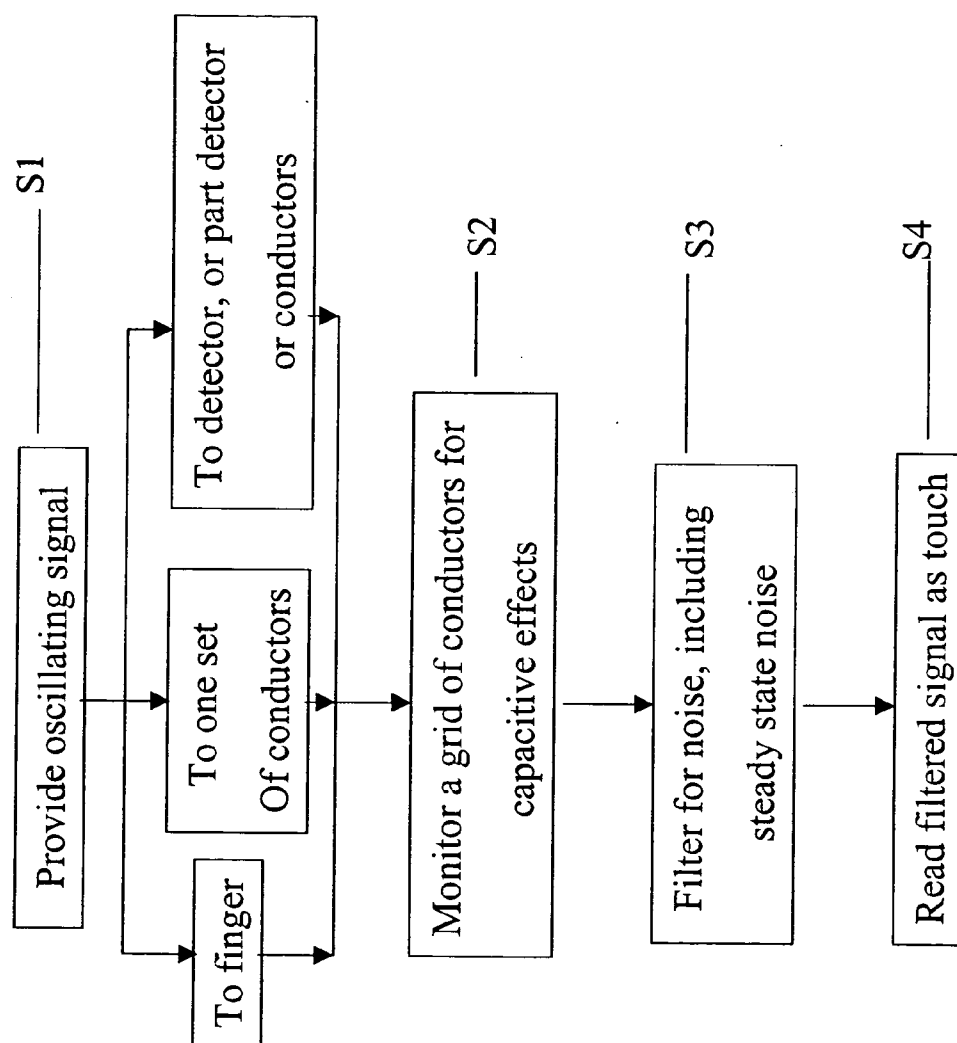 Provide oscillating signal
S1
To finger
To one set
Of conductors
To detector, or part detector
or conductors
Monitor a grid of conductors for
capacitive effects
S2
Filter for noise, including
steady state noise
S3
Read filtered signal as touch
S4